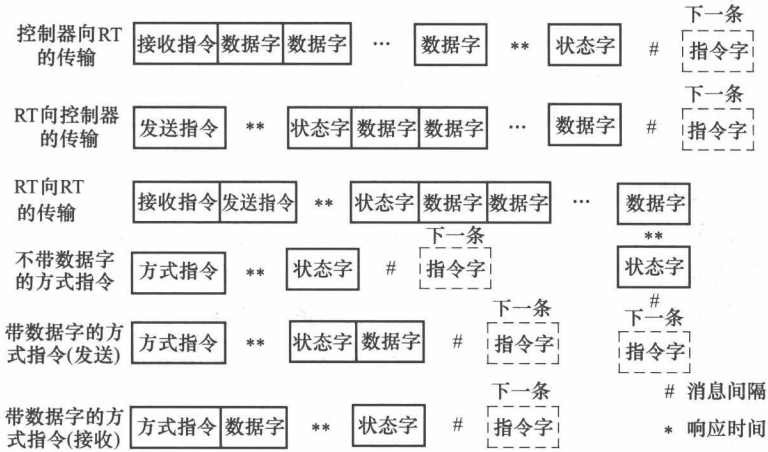 下一条
控制器向RT
的传输
接收指令 数据字 数据字 … 数据字 ** 状态字 # 指令字
下一条
RT向控制器
的传输
发送指令 ** 状态字 数据字 数据字 … 数据字 # 指令字
RT向RT
的传输
接收指令 发送指令 ** 状态字 数据字 数据字 … 数据字
**
状态字
#
下一条
指令字
下一条
不带数据字
的方式指令
方式指令 ** 状态字 # 指令字
下一条
带数据字的方
式指令(发送)
方式指令 ** 状态字 数据字 # 指令字
下一条
带数据字的方
式指令(接收)
方式指令 数据字 ** 状态字 # 指令字
# 消息间隔
* 响应时间